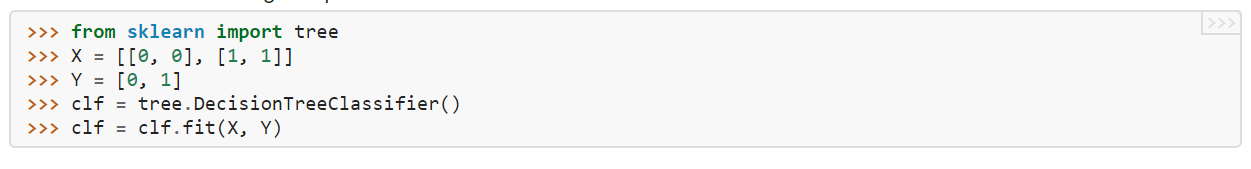 >>> from sklearn import tree
>>> X = [[0, 0], [1, 1]]
>>> Y = [0, 1]
>>> clf = tree.DecisionTreeClassifier()
>>> clf = clf.fit(X, Y)
>>>